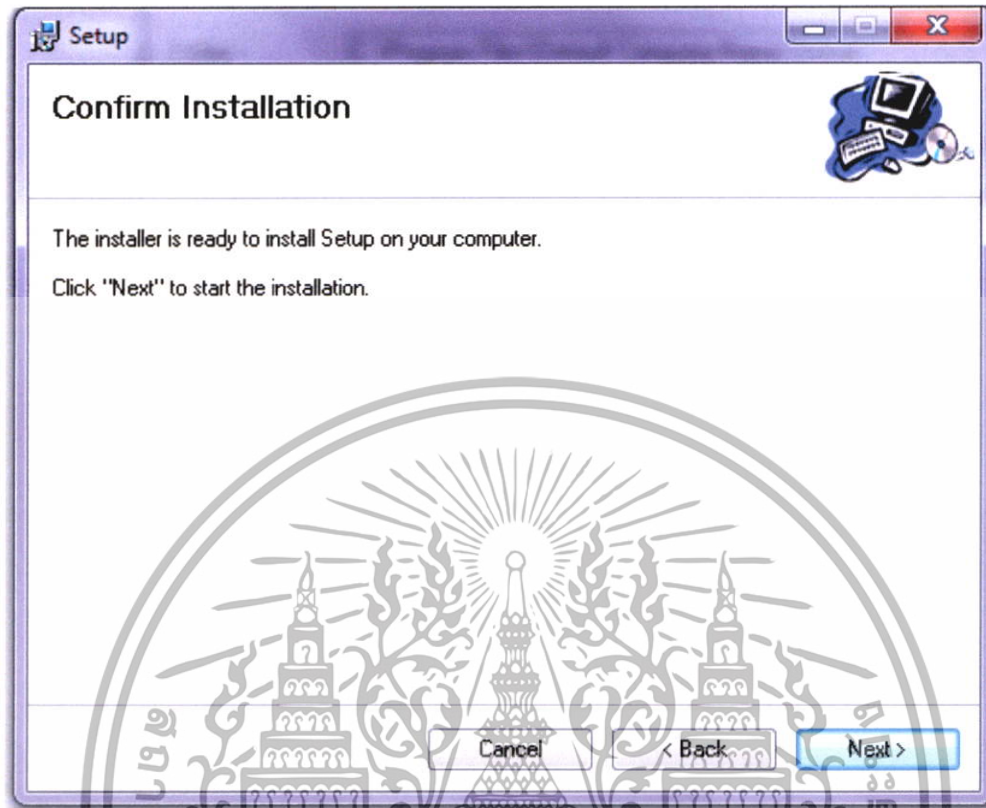 Setup
Confirm Installation
The installer is ready to install Setup on your computer.
Click "Next" to start the installation.
Cancel
< Back
Next >